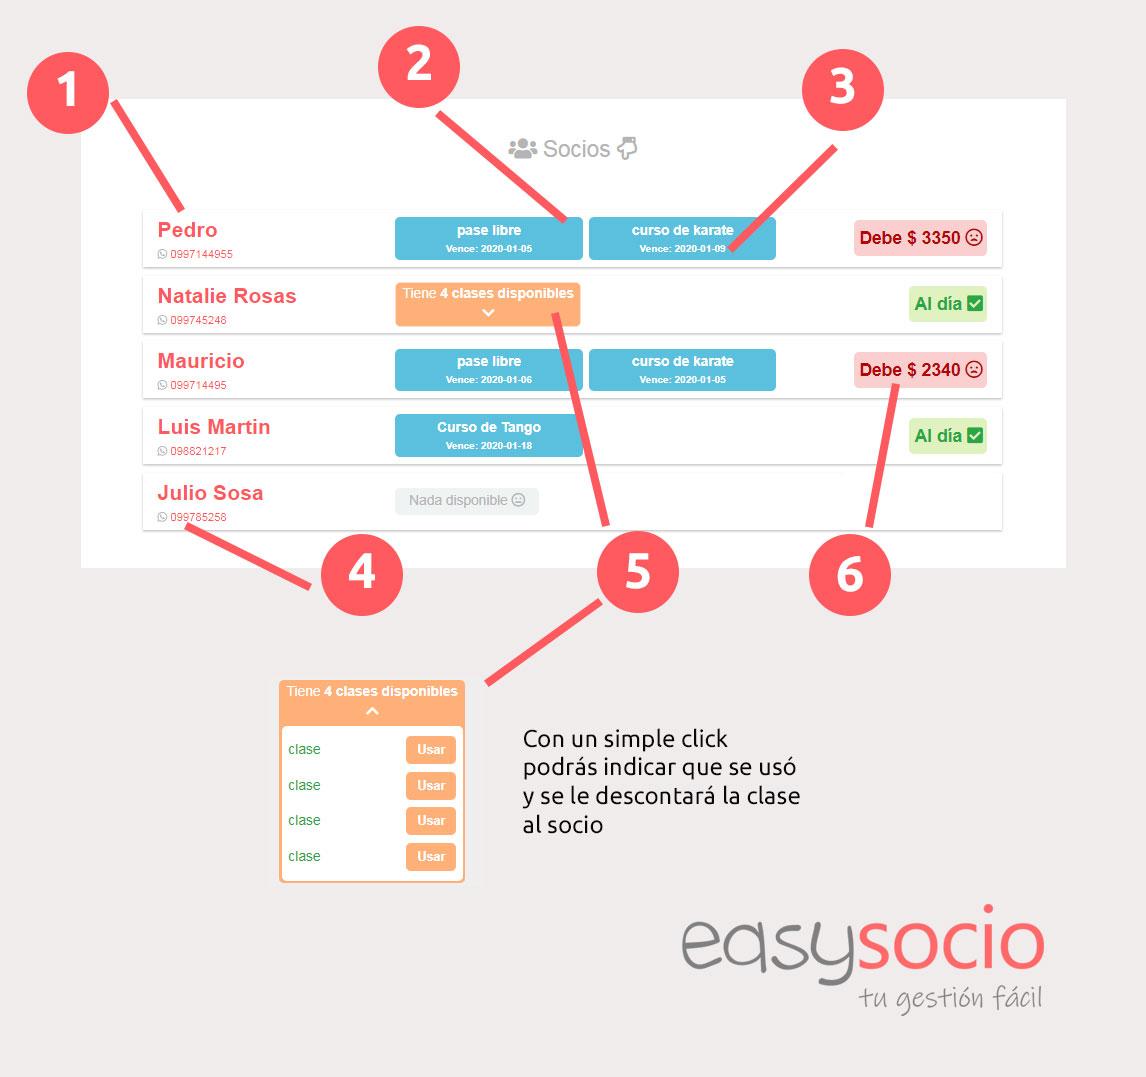 1
2
3
Socios
Pedro
0997144955
pase libre
Vence: 2020-01-05
curso de karate
Vence: 2020-01-09
Debe $ 3350
Natalie Rosas
099745248
Tiene 4 clases disponibles
Al día
Mauricio
099714495
pase libre
Vence: 2020-01-06
curso de karate
Vence: 2020-01-05
Debe $ 2340
Luis Martin
098821217
Curso de Tango
Vence: 2020-01-18
Al día
Julio Sosa
099785258
Nada disponible
4
5
6
Tiene 4 clases disponibles
clase Usar
clase Usar
clase Usar
clase Usar
Con un simple click
podrás indicar que se usó
y se le descontará la clase
al socio
easysocio
tu gestión fácil